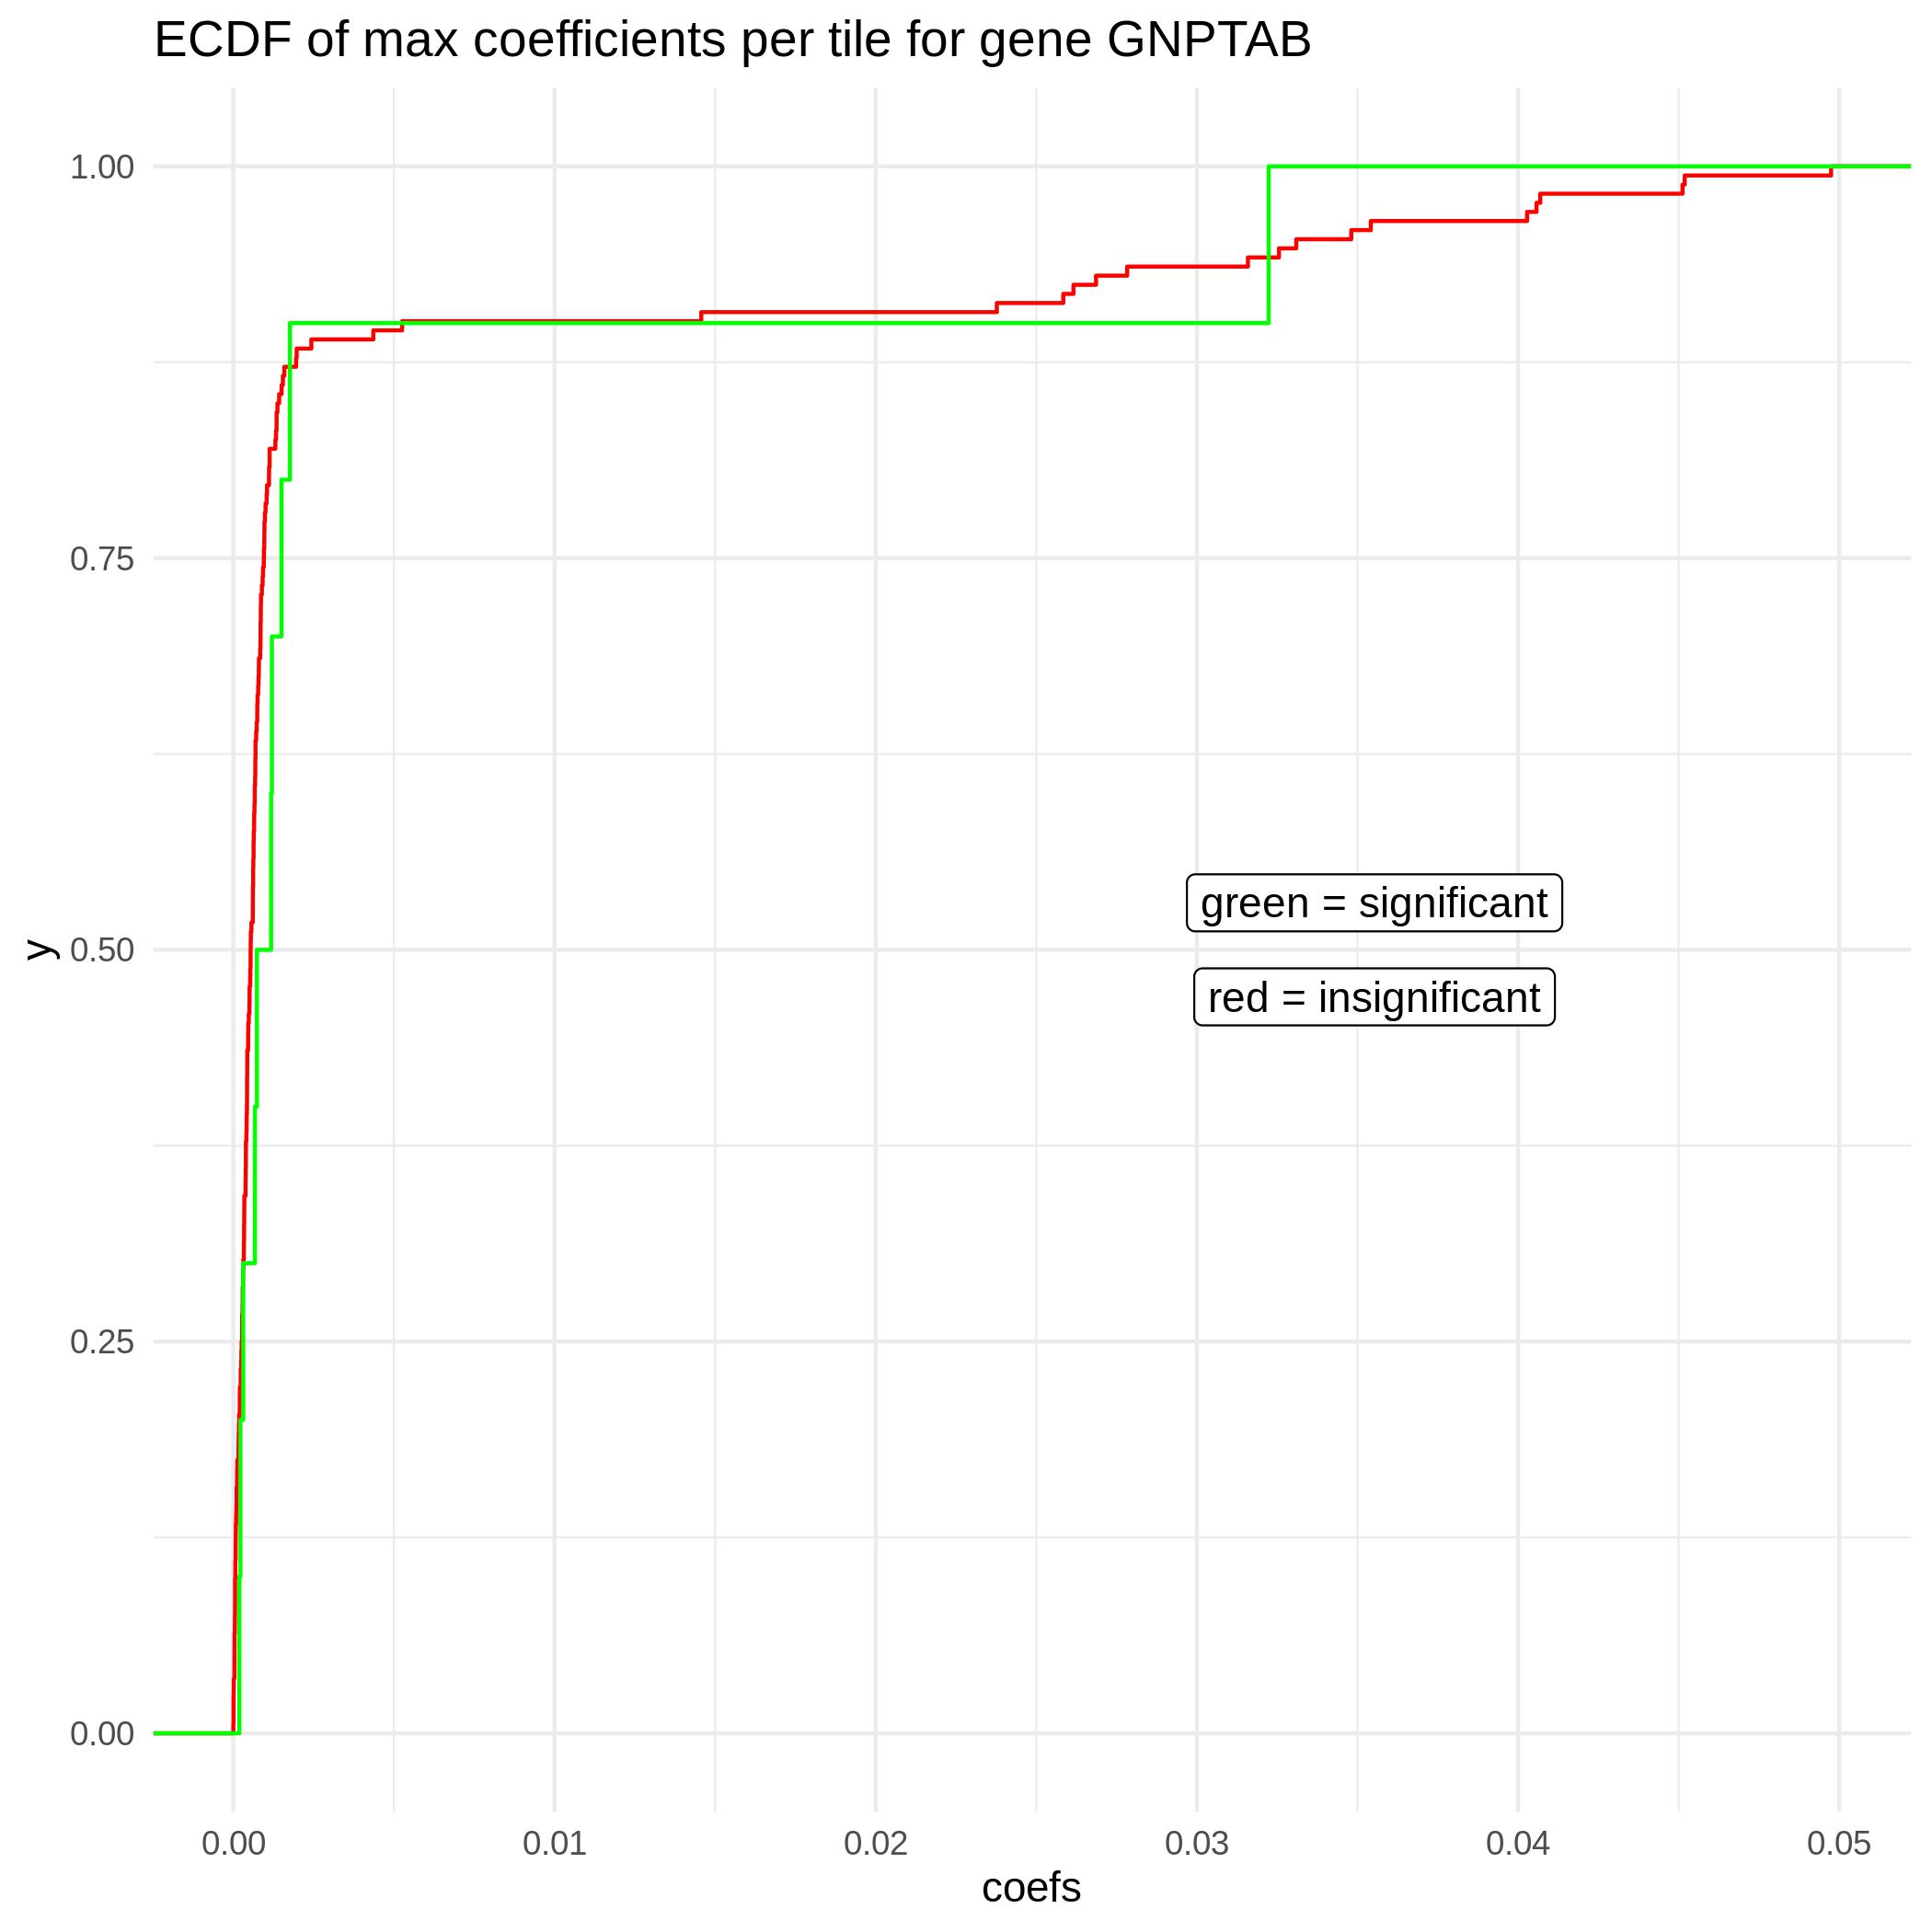 ECDF of max coefficients per tile for gene GNPTAB
1.00
0.75
0.50
0.25
0.00
y
green = significant
red = insignificant
0.00 0.01 0.02 0.03 0.04 0.05
coefs